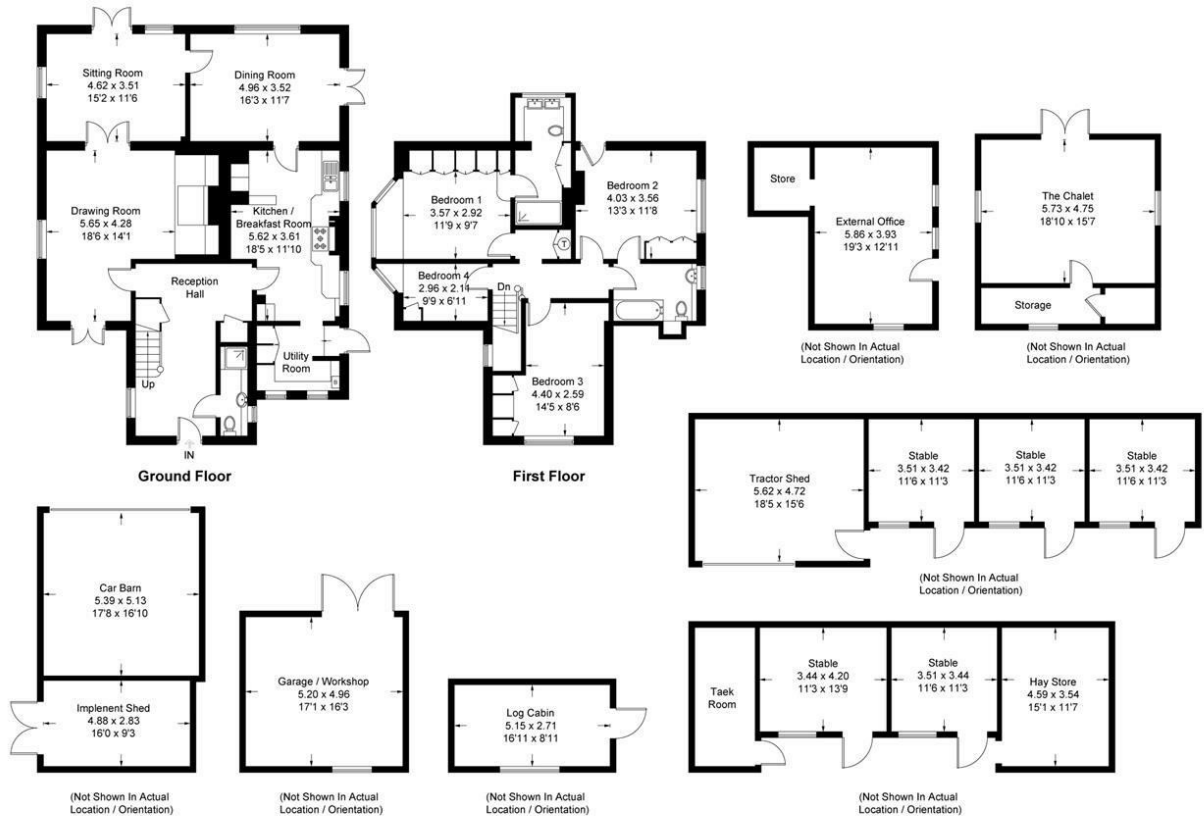 Sitting Room
4.62 x 3.51
15'2 x 11'6
Dining Room
4.96 x 3.52
16'3 x 11'7
Drawing Room
5.65 x 4.28
18'6 x 14'1
Kitchen /
Breakfast Room
5.62 x 3.61
18'5 x 11'10
Reception
Hall
Up
Utility
Room
IN
Ground Floor
Bedroom 1
3.57 x 2.92
11'9 x 9'7
Bedroom 2
4.03 x 3.56
13'3 x 11'8
T
Bedroom 4
2.96 x 2.11
9'9 x 6'11
Dn
Bedroom 3
4.40 x 2.59
14'5 x 8'6
First Floor
Store
External Office
5.86 x 3.93
19'3 x 12'11
(Not Shown In Actual
Location / Orientation)
The Chalet
5.73 x 4.75
18'10 x 15'7
Storage
(Not Shown In Actual
Location / Orientation)
Tractor Shed
5.62 x 4.72
18'5 x 15'6
Stable
3.51 x 3.42
11'6 x 11'3
Stable
3.51 x 3.42
11'6 x 11'3
Stable
3.51 x 3.42
11'6 x 11'3
(Not Shown In Actual
Location / Orientation)
Car Barn
5.39 x 5.13
17'8 x 16'10
Implenent Shed
4.88 x 2.83
16'0 x 9'3
(Not Shown In Actual
Location / Orientation)
Garage / Workshop
5.20 x 4.96
17'1 x 16'3
(Not Shown In Actual
Location / Orientation)
Log Cabin
5.15 x 2.71
16'11 x 8'11
(Not Shown In Actual
Location / Orientation)
Taek
Room
Stable
3.44 x 4.20
11'3 x 13'9
Stable
3.51 x 3.44
11'6 x 11'3
Hay Store
4.59 x 3.54
15'1 x 11'7
(Not Shown In Actual
Location / Orientation)